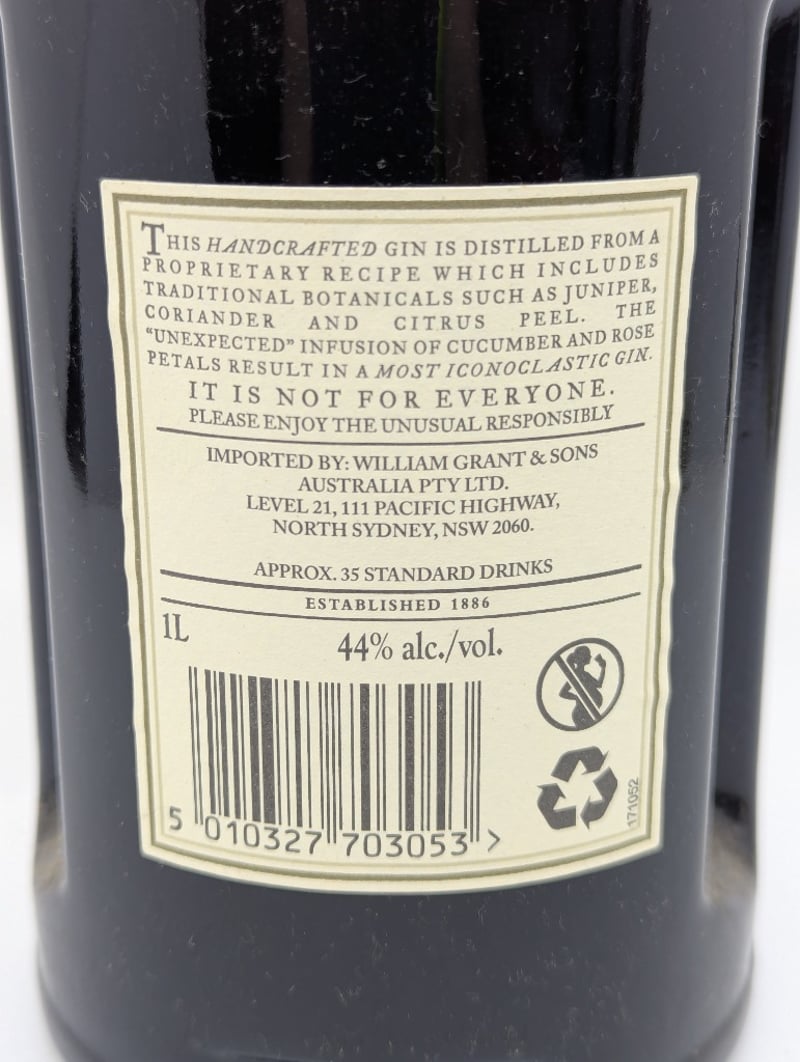 THIS HANDCRAFTED GIN IS DISTILLED FROM A
PROPRIETARY RECIPE WHICH INCLUDES
TRADITIONAL BOTANICALS SUCH AS JUNIPER,
CORIANDER AND CITRUS PEEL. THE
“UNEXPECTED” INFUSION OF CUCUMBER AND ROSE
PETALS RESULT IN A MOST ICONOCLASTIC GIN.
IT IS NOT FOR EVERYONE.
PLEASE ENJOY THE UNUSUAL RESPONSIBLY
IMPORTED BY: WILLIAM GRANT & SONS
AUSTRALIA PTY LTD.
LEVEL 21, 111 PACIFIC HIGHWAY,
NORTH SYDNEY, NSW 2060.
APPROX. 35 STANDARD DRINKS
ESTABLISHED 1886
1L
44% alc./vol.
5 010327 703053 >
171052